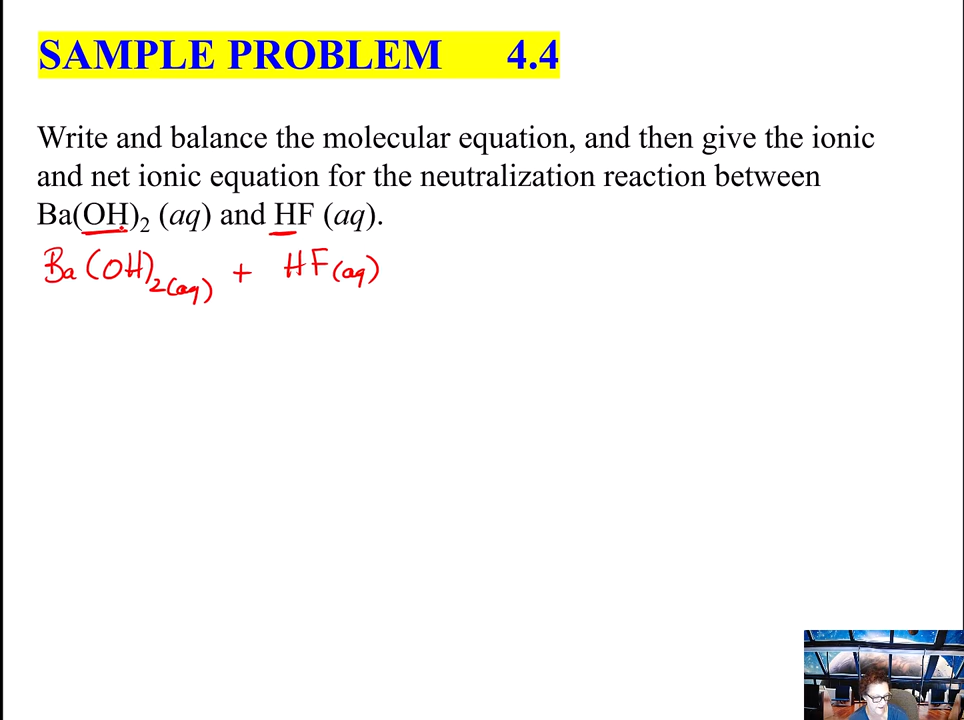 SAMPLE PROBLEM 4.4
Write and balance the molecular equation, and then give the ionic
and net ionic equation for the neutralization reaction between
Ba(OH)₂ (aq) and HF (aq).
Ba(OH)₂(aq) + HF(aq)